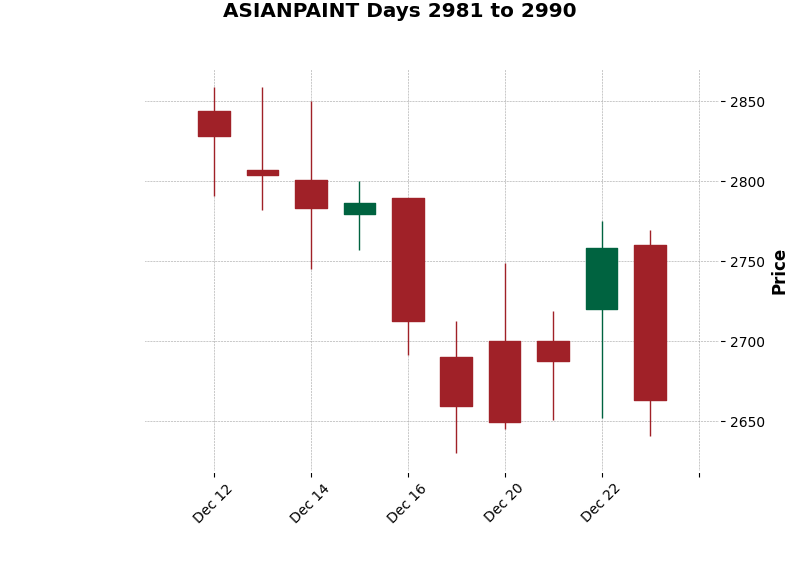 ASIANPAINT Days 2981 to 2990
2850
2800
2750
2700
2650
Price
Dec 12
Dec 14
Dec 16
Dec 20
Dec 22